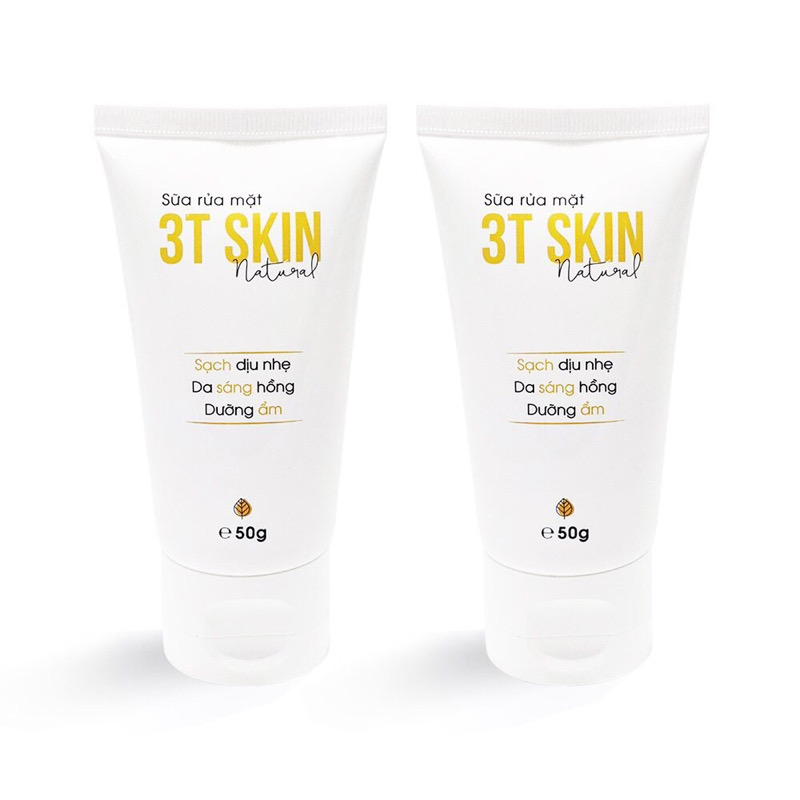 Sữa rửa mặt
3T SKIN
Natural
Sạch dịu nhẹ
Da sáng hồng
Dưỡng ẩm
℮ 50g
Sữa rửa mặt
3T SKIN
Natural
Sạch dịu nhẹ
Da sáng hồng
Dưỡng ẩm
℮ 50g